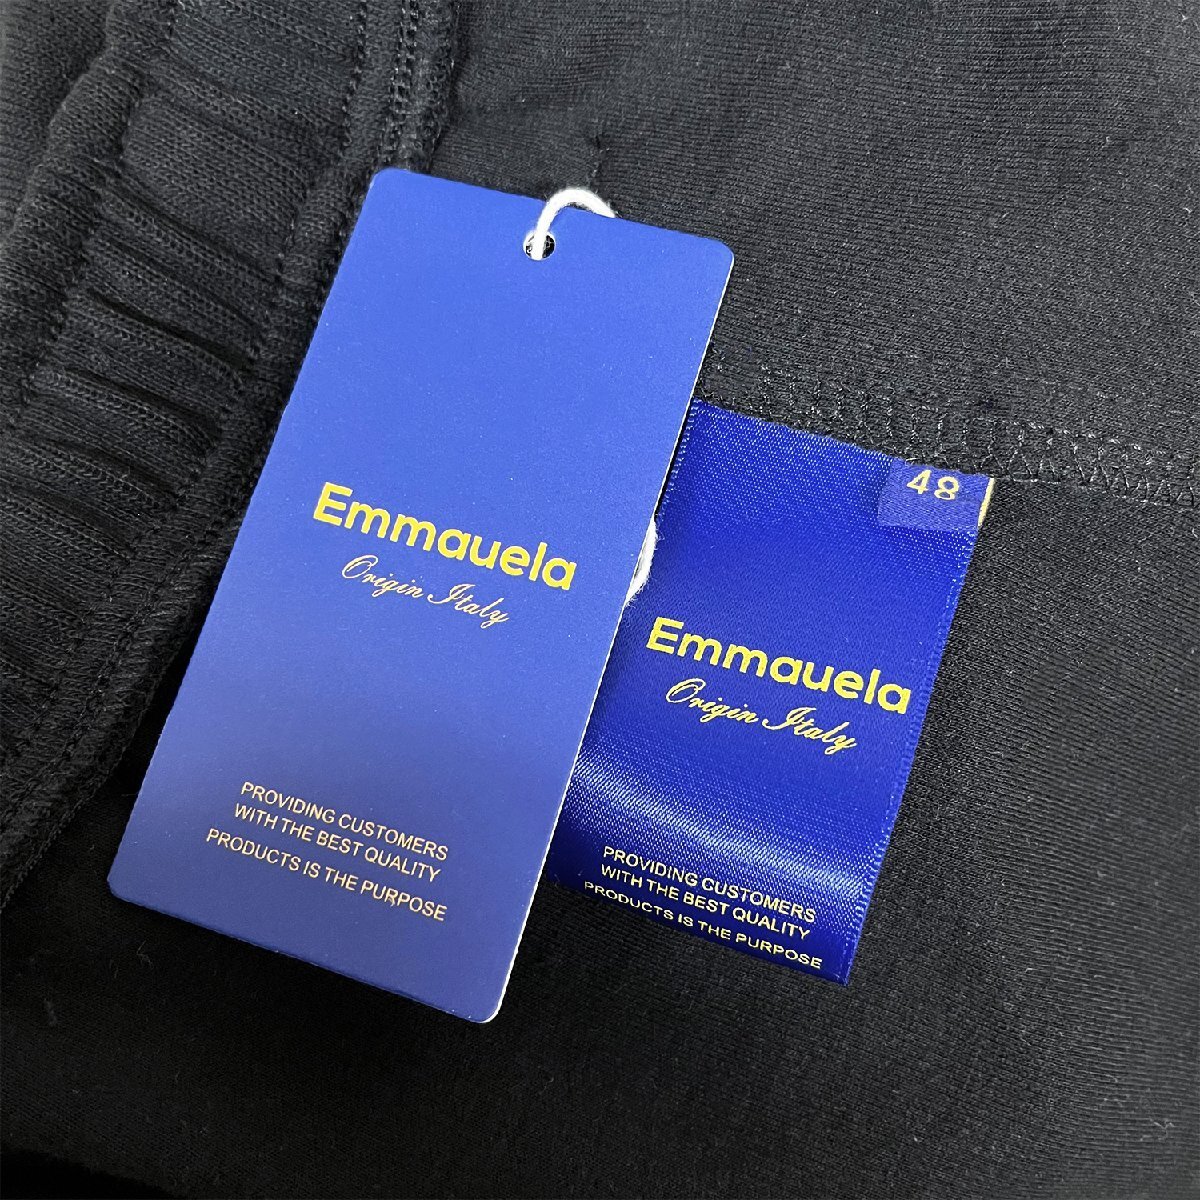 Emmauela
Origin Italy
PROVIDING CUSTOMERS
WITH THE BEST QUALITY
PRODUCTS IS THE PURPOSE
48
Emmauela
Origin Italy
PROVIDING CUSTOMERS
WITH THE BEST QUALITY
PRODUCTS IS THE PURPOSE